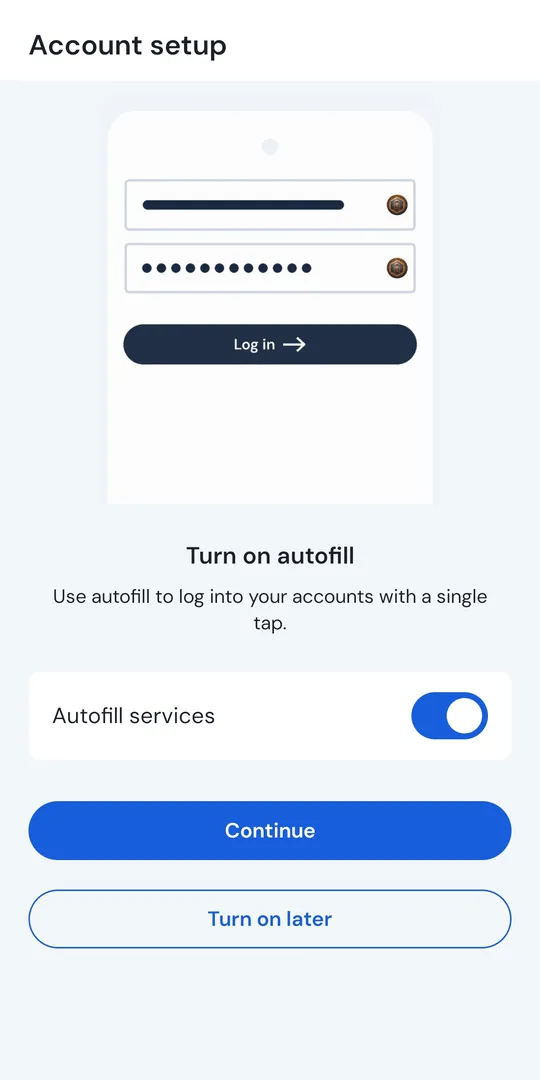 Account setup
Log in
Turn on autofill
Use autofill to log into your accounts with a single
tap.
Autofill services
Continue
Turn on later